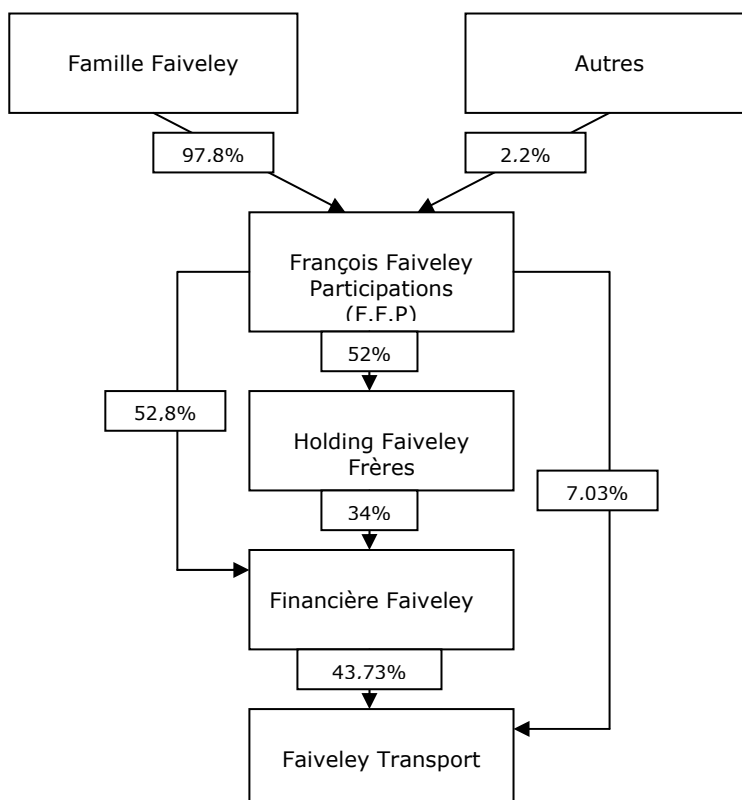 Famille Faiveley
Autres
97.8%
2.2%
François Faiveley
Participations
(F.F.P)
52%
52.8%
Holding Faiveley
Frères
7.03%
34%
Financière Faiveley
43.73%
Faiveley Transport